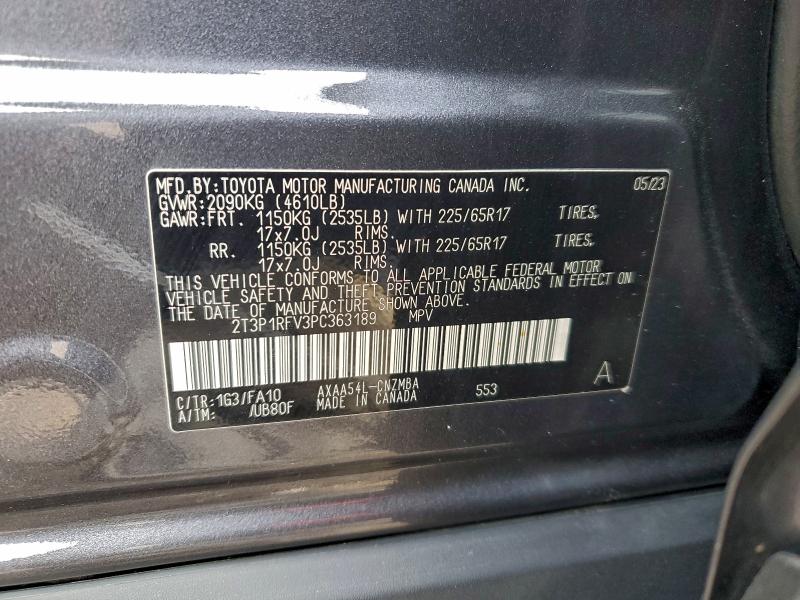 MFD.BY:TOYOTA MOTOR MANUFACTURING CANADA INC. 05/23
GVWR:2090KG (4610LB)
GAWR:FRT. 1150KG (2535LB) WITH 225/65R17 TIRES,
17x7.0J RIMS.
RR. 1150KG (2535LB) WITH 225/65R17 TIRES,
17x7.0J RIMS.
THIS VEHICLE CONFORMS TO ALL APPLICABLE FEDERAL MOTOR
VEHICLE SAFETY AND THEFT PREVENTION STANDARDS IN EFFECT ON
THE DATE OF MANUFACTURE SHOWN ABOVE.
2T3P1RFV3PC363189 MPV
C/TR:1G3/FA10 AXAA54L-CNZMBA 553 A
A/TM: /UB80F MADE IN CANADA